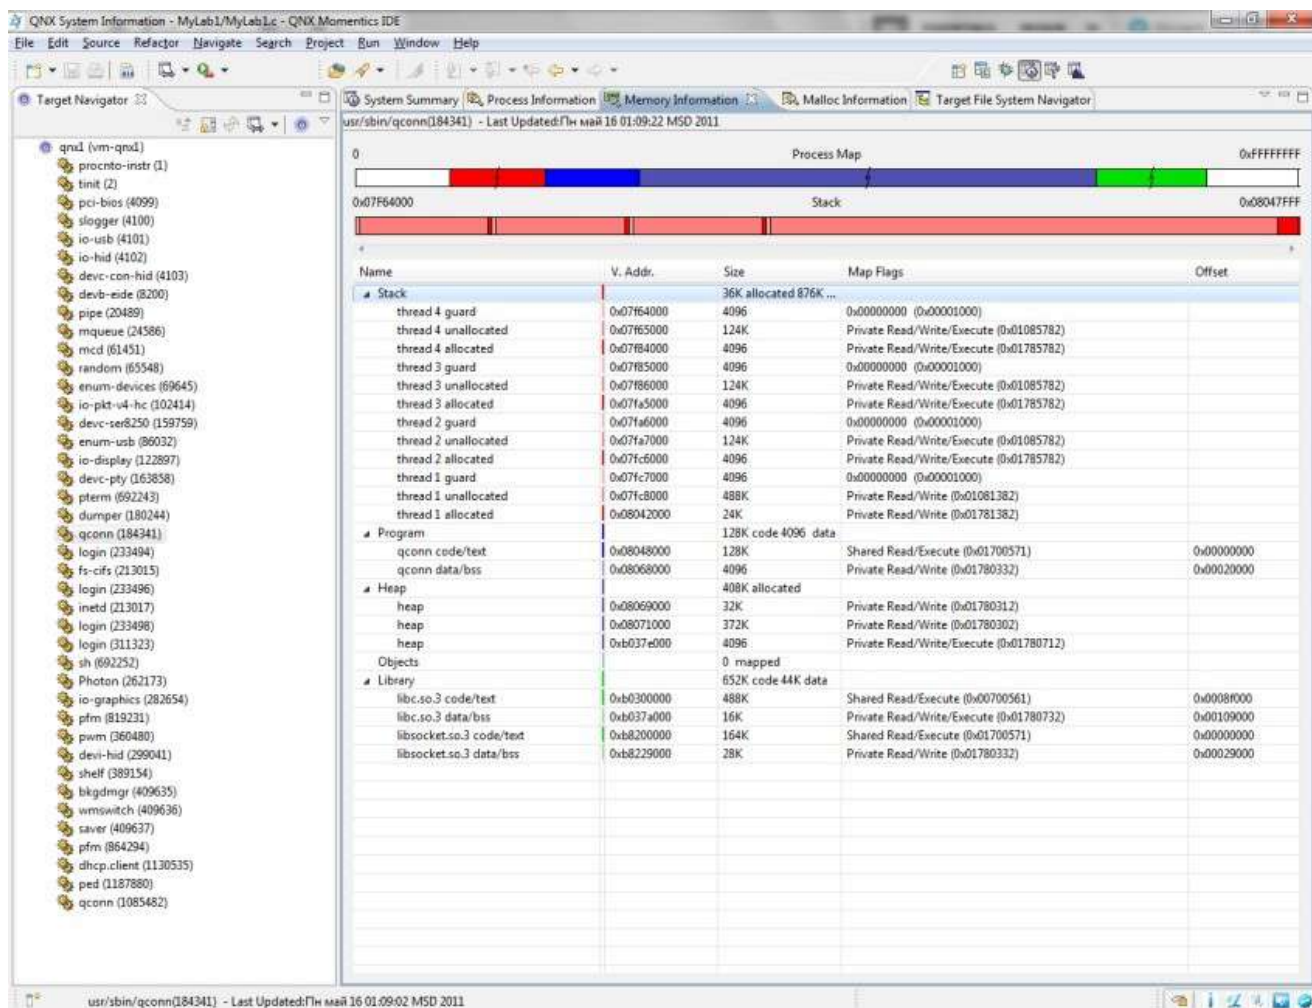 QNX System Information - MyLab1/MyLab1.c - QNX Momentics IDE
File Edit Source Refactor Navigate Search Project Run Window Help
Target Navigator
System Summary Process Information Memory Information Malloc Information Target File System Navigator
usr/sbin/qconn(184341) - Last Updated:Пн май 16 01:09:22 MSD 2011
qnx1 (vm-qnx1)
procnto-instr (1)
tinit (2)
pci-bios (4099)
slogger (4100)
io-usb (4101)
io-hid (4102)
devc-con-hid (4103)
devb-eide (8200)
pipe (20489)
mqueue (24586)
mcd (61451)
random (65548)
enum-devices (69645)
io-pkt-v4-hc (102414)
devc-ser8250 (159759)
enum-usb (86032)
io-display (122897)
devc-pty (163858)
pterm (692243)
dumper (180244)
qconn (184341)
login (233494)
fs-cifs (213015)
login (233496)
inetd (213017)
login (233498)
login (311323)
sh (692252)
Photon (262173)
io-graphics (282654)
pfm (819231)
pwm (360480)
devi-hid (299041)
shelf (389154)
bkgdmgr (409635)
wmswitch (409636)
saver (409637)
pfm (864294)
dhcp.client (1130535)
ped (1187880)
qconn (1085482)
0 Process Map 0xFFFFFFFF
0x07F64000 Stack 0x08047FFF
Name V. Addr. Size Map Flags Offset
Stack 36K allocated 876K ...
thread 4 guard 0x07f64000 4096 0x00000000 (0x00001000)
thread 4 unallocated 0x07f65000 124K Private Read/Write/Execute (0x01085782)
thread 4 allocated 0x07f84000 4096 Private Read/Write/Execute (0x01785782)
thread 3 guard 0x07f85000 4096 0x00000000 (0x00001000)
thread 3 unallocated 0x07f86000 124K Private Read/Write/Execute (0x01085782)
thread 3 allocated 0x07fa5000 4096 Private Read/Write/Execute (0x01785782)
thread 2 guard 0x07fa6000 4096 0x00000000 (0x00001000)
thread 2 unallocated 0x07fa7000 124K Private Read/Write/Execute (0x01085782)
thread 2 allocated 0x07fc6000 4096 Private Read/Write/Execute (0x01785782)
thread 1 guard 0x07fc7000 4096 0x00000000 (0x00001000)
thread 1 unallocated 0x07fc8000 488K Private Read/Write (0x01081382)
thread 1 allocated 0x08042000 24K Private Read/Write (0x01781382)
Program 128K code 4096 data
qconn code/text 0x08048000 128K Shared Read/Execute (0x01700571) 0x00000000
qconn data/bss 0x08068000 4096 Private Read/Write (0x01780332) 0x00020000
Heap 408K allocated
heap 0x08069000 32K Private Read/Write (0x01780312)
heap 0x08071000 372K Private Read/Write (0x01780302)
heap 0xb037e000 4096 Private Read/Write/Execute (0x01780712)
Objects 0 mapped
Library 652K code 44K data
libc.so.3 code/text 0xb0300000 488K Shared Read/Execute (0x00700561) 0x0008f000
libc.so.3 data/bss 0xb037a000 16K Private Read/Write/Execute (0x01780732) 0x00109000
libsocket.so.3 code/text 0xb8200000 164K Shared Read/Execute (0x01700571) 0x00000000
libsocket.so.3 data/bss 0xb8229000 28K Private Read/Write (0x01780332) 0x00029000
usr/sbin/qconn(184341) - Last Updated:Пн май 16 01:09:02 MSD 2011